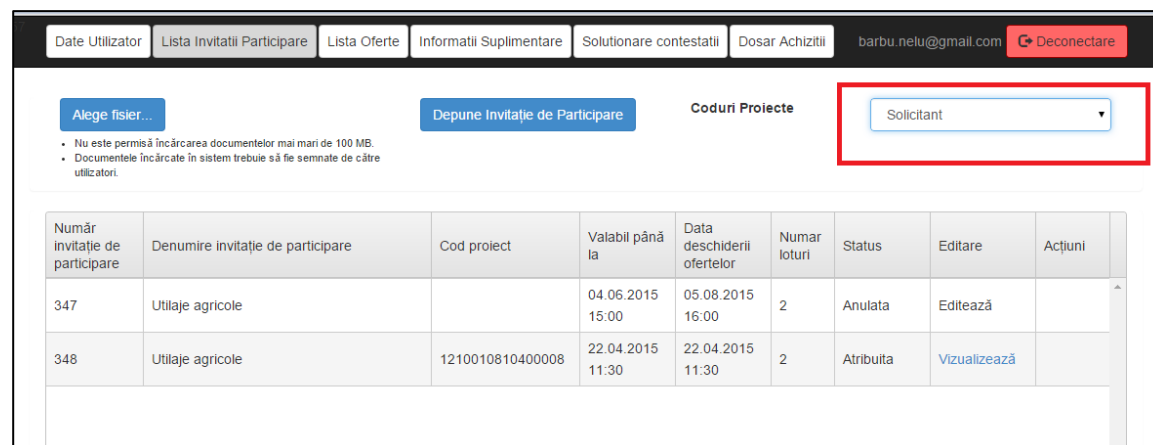 Date Utilizator Lista Invitatii Participare Lista Oferte Informatii Suplimentare Solutionare contestatii Dosar Achizitii barbu.nelu@gmail.com Deconectare
Alege fisier... Depune Invitație de Participare Coduri Proiecte Solicitant
• Nu este permisă încărcarea documentelor mai mari de 100 MB.
• Documentele încărcate în sistem trebuie să fie semnate de către
utilizatori.
Număr
invitație de
participare
Denumire invitație de participare
Cod proiect
Valabil până
la
Data
deschiderii
ofertelor
Numar
loturi
Status
Editare
Acțiuni
347 Utilaje agricole 04.06.2015 05.08.2015 2 Anulata Editează
15:00 16:00
348 Utilaje agricole 1210010810400008 22.04.2015 22.04.2015 2 Atribuita Vizualizează
11:30 11:30